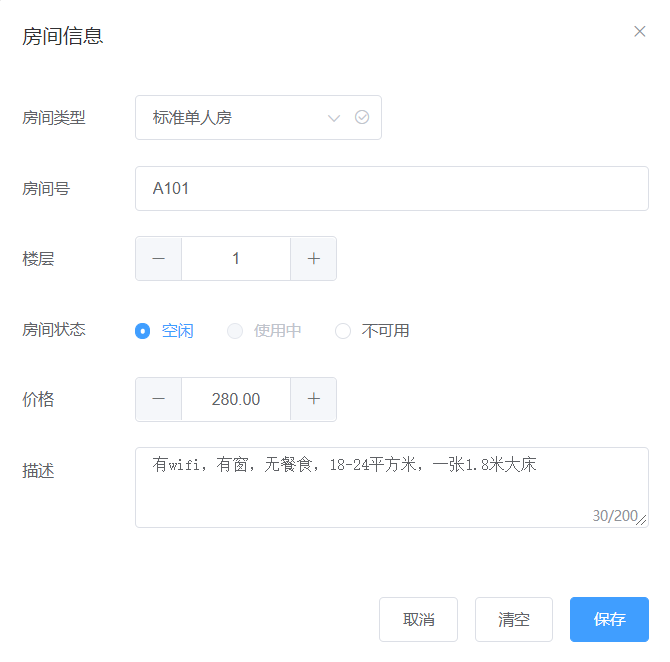 房间信息
房间类型 标准单人房
房间号 A101
楼层 1
房间状态 空闲 使用中 不可用
价格 280.00
描述 有wifi，有窗，无餐食，18-24平方米，一张1.8米大床
30/200
取消 清空 保存